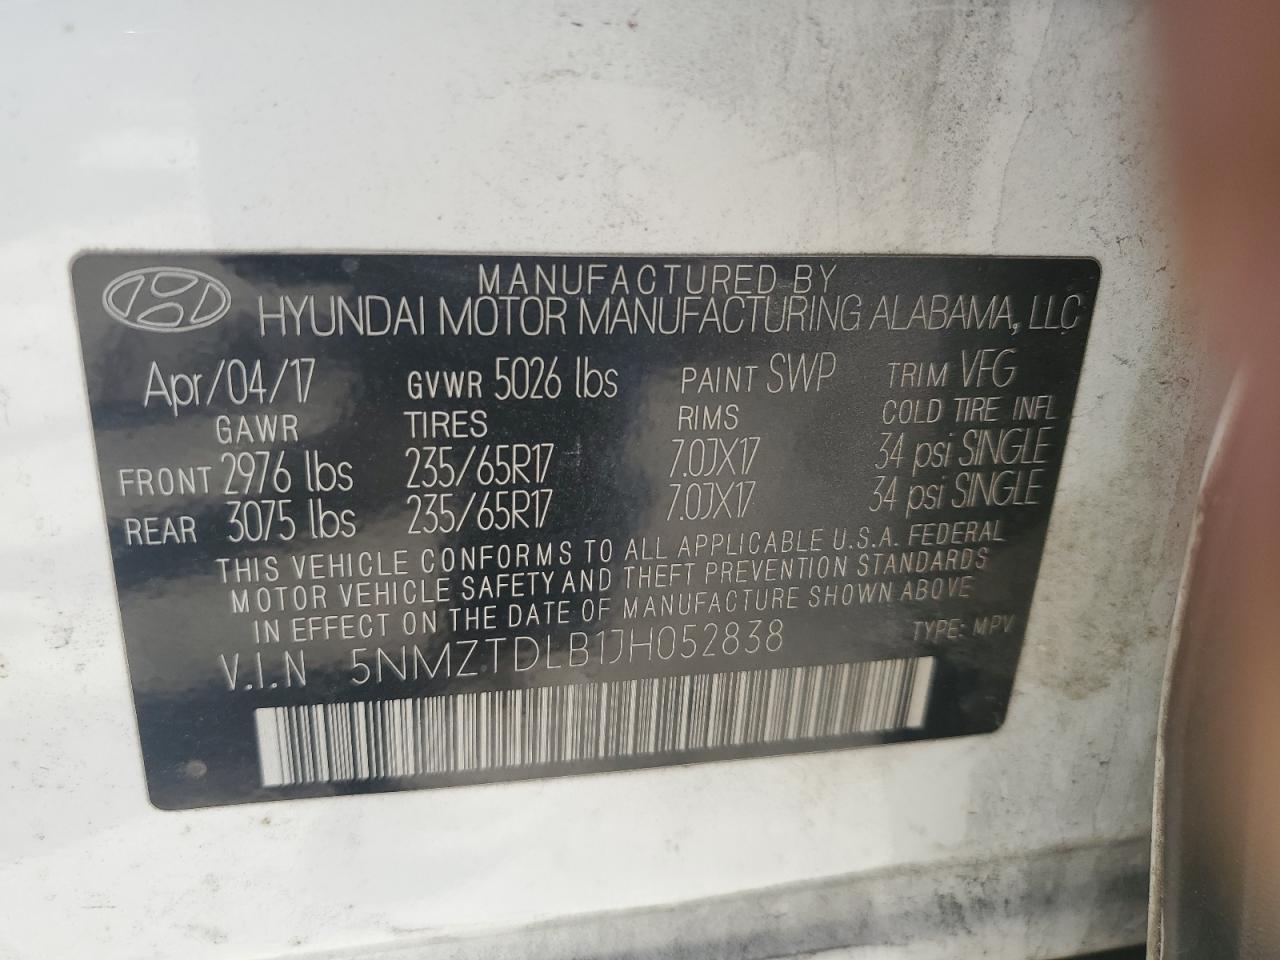 MANUFACTURED BY
HYUNDAI MOTOR MANUFACTURING ALABAMA, LLC
Apr/04/17 GVWR 5026 lbs PAINT SWP TRIM VFG
GAWR TIRES RIMS COLD TIRE INFL
FRONT 2976 lbs 235/65R17 7.0JX17 34 psi SINGLE
REAR 3075 lbs 235/65R17 7.0JX17 34 psi SINGLE
THIS VEHICLE CONFORMS TO ALL APPLICABLE U.S.A. FEDERAL
MOTOR VEHICLE SAFETY AND THEFT PREVENTION STANDARDS
IN EFFECT ON THE DATE OF MANUFACTURE SHOWN ABOVE
V.I.N 5NMZTDLB1JH052838 TYPE: MPV